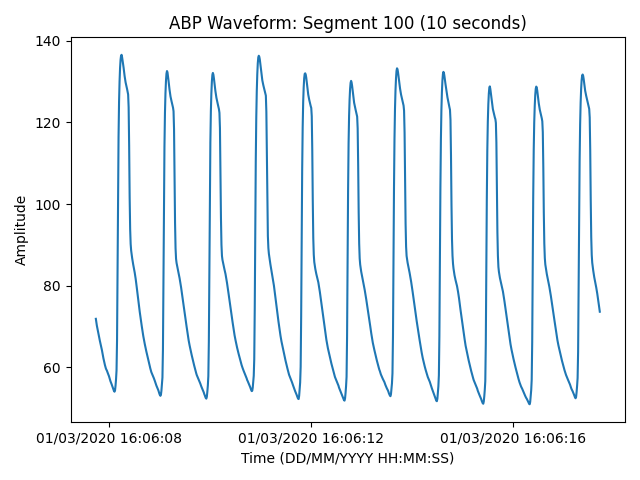 ABP Waveform: Segment 100 (10 seconds)
140
120
100
80
60
Amplitude
01/03/2020 16:06:08 01/03/2020 16:06:12 01/03/2020 16:06:16
Time (DD/MM/YYYY HH:MM:SS)